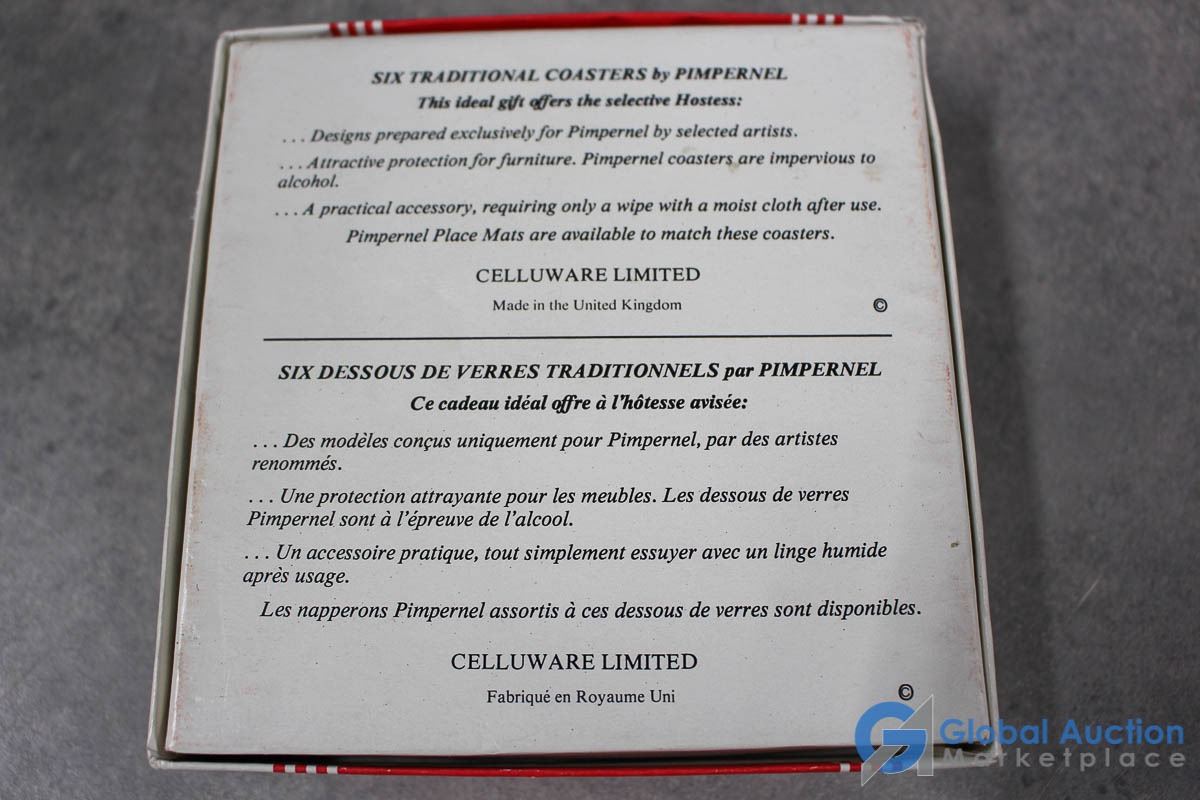 SIX TRADITIONAL COASTERS by PIMPERNEL
This ideal gift offers the selective Hostess:
. . . Designs prepared exclusively for Pimpernel by selected artists.
. . . Attractive protection for furniture. Pimpernel coasters are impervious to
alcohol.
. . . A practical accessory, requiring only a wipe with a moist cloth after use.
Pimpernel Place Mats are available to match these coasters.
CELLUWARE LIMITED
Made in the United Kingdom ©
SIX DESSOUS DE VERRES TRADITIONNELS par PIMPERNEL
Ce cadeau idéal offre à l'hôtesse avisée:
. . . Des modèles conçus uniquement pour Pimpernel, par des artistes
renommés.
. . . Une protection attrayante pour les meubles. Les dessous de verres
Pimpernel sont à l'épreuve de l'alcool.
. . . Un accessoire pratique, tout simplement essuyer avec un linge humide
après usage.
Les napperons Pimpernel assortis à ces dessous de verres sont disponibles.
CELLUWARE LIMITED
Fabriqué en Royaume Uni ©
Global Auction
Marketplace